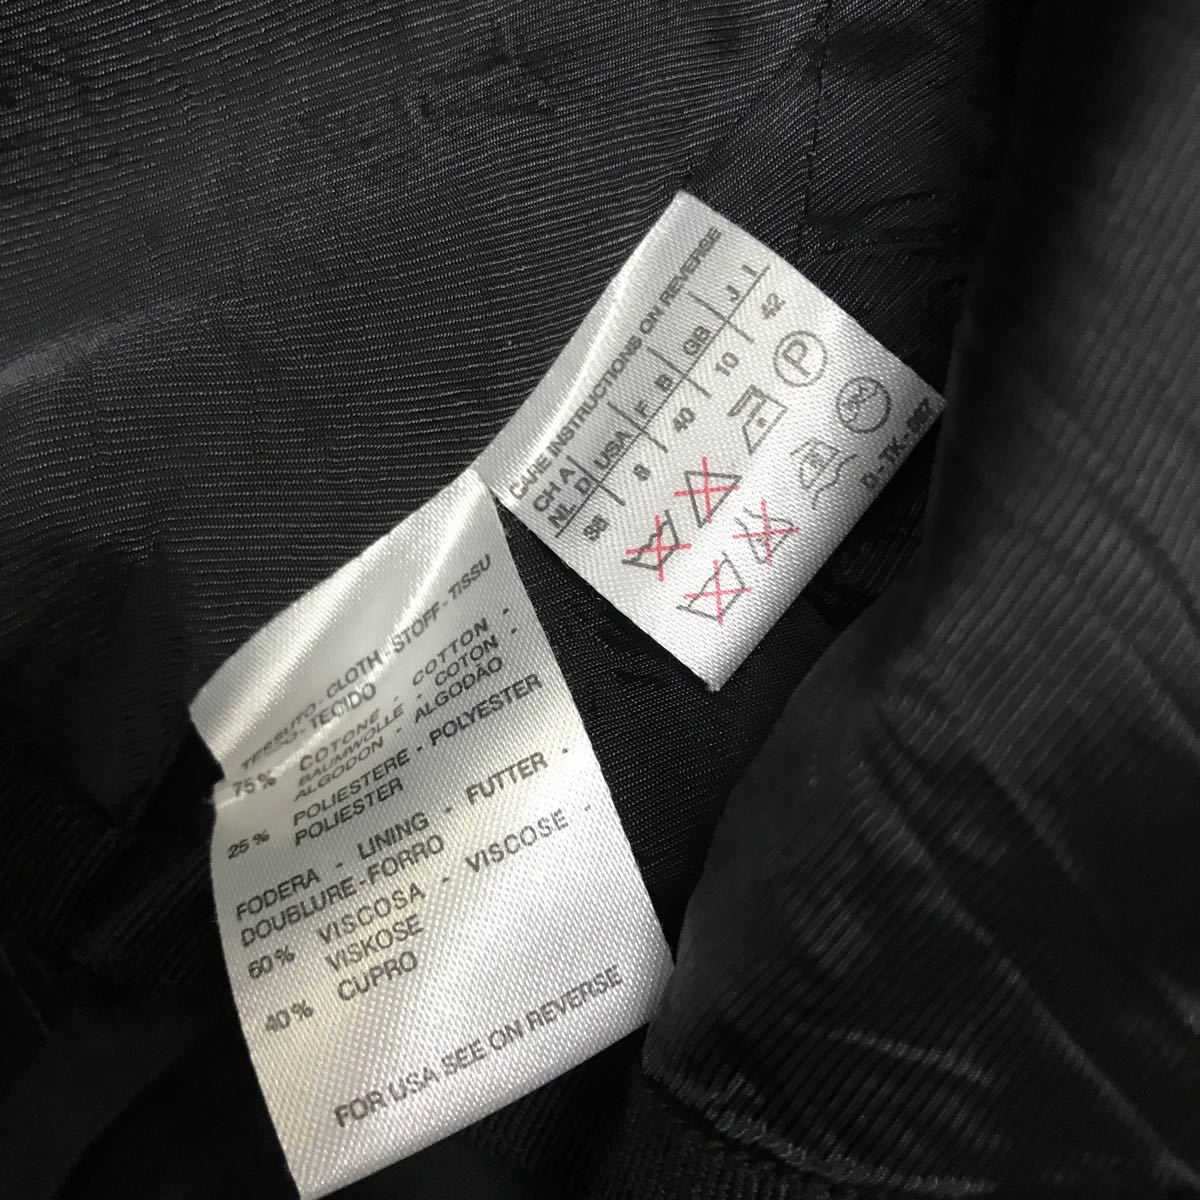 CARE INSTRUCTIONS ON REVERSE
CH A
NL D USA F B GB J I
38 8 40 10 42
P
TESSUTO-CLOTH-STOFF-TISSU
TECIDO
75% COTONE - COTTON -
BAUMWOLLE - COTON -
ALGODON - ALGODÃO
25% POLIESTERE - POLYESTER
POLIESTER
FODERA - LINING - FUTTER -
DOUBLURE-FORRO
60% VISCOSA - VISCOSE -
VISKOSE
40% CUPRO
FOR USA SEE ON REVERSE